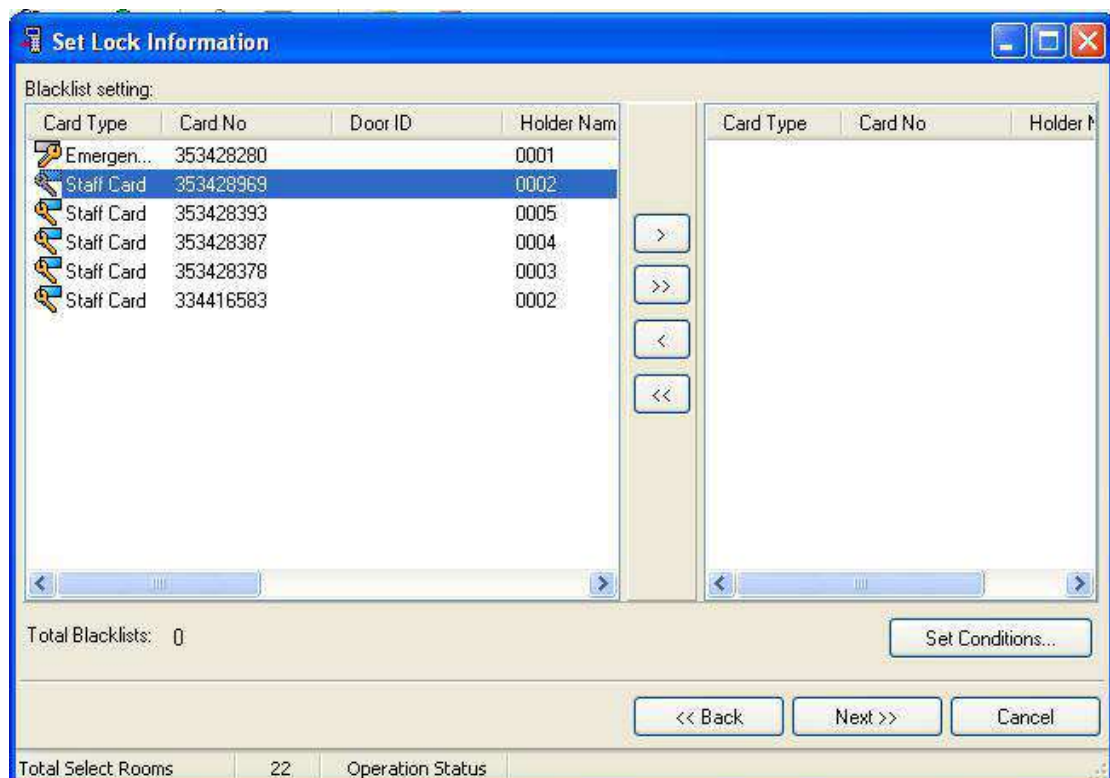 Set Lock Information
Blacklist setting:
Card Type Card No Door ID Holder Nam Card Type Card No Holder N
Emergen... 353428280 0001
Staff Card 353428969 0002
Staff Card 353428393 0005
Staff Card 353428387 0004
Staff Card 353428378 0003
Staff Card 334416583 0002
>
>>
<
<<
Total Blacklists: 0 Set Conditions...
<< Back Next >> Cancel
Total Select Rooms 22 Operation Status